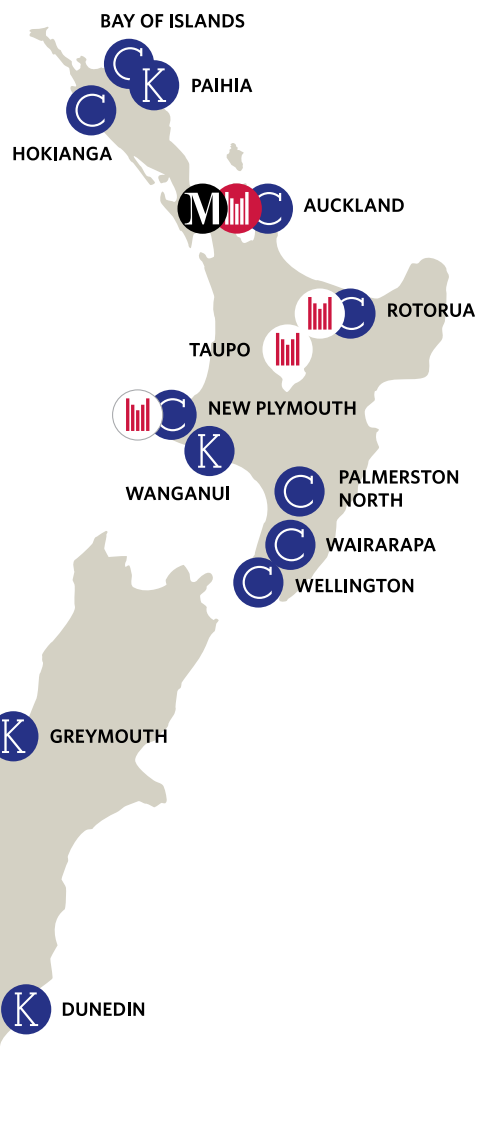 BAY OF ISLANDS
C
K PAIHIA
C
HOKIANGA
M C AUCKLAND
C ROTORUA
TAUPO
C NEW PLYMOUTH
K
WANGANUI
C PALMERSTON
NORTH
C WAIRARAPA
C WELLINGTON
K GREYMOUTH
K DUNEDIN